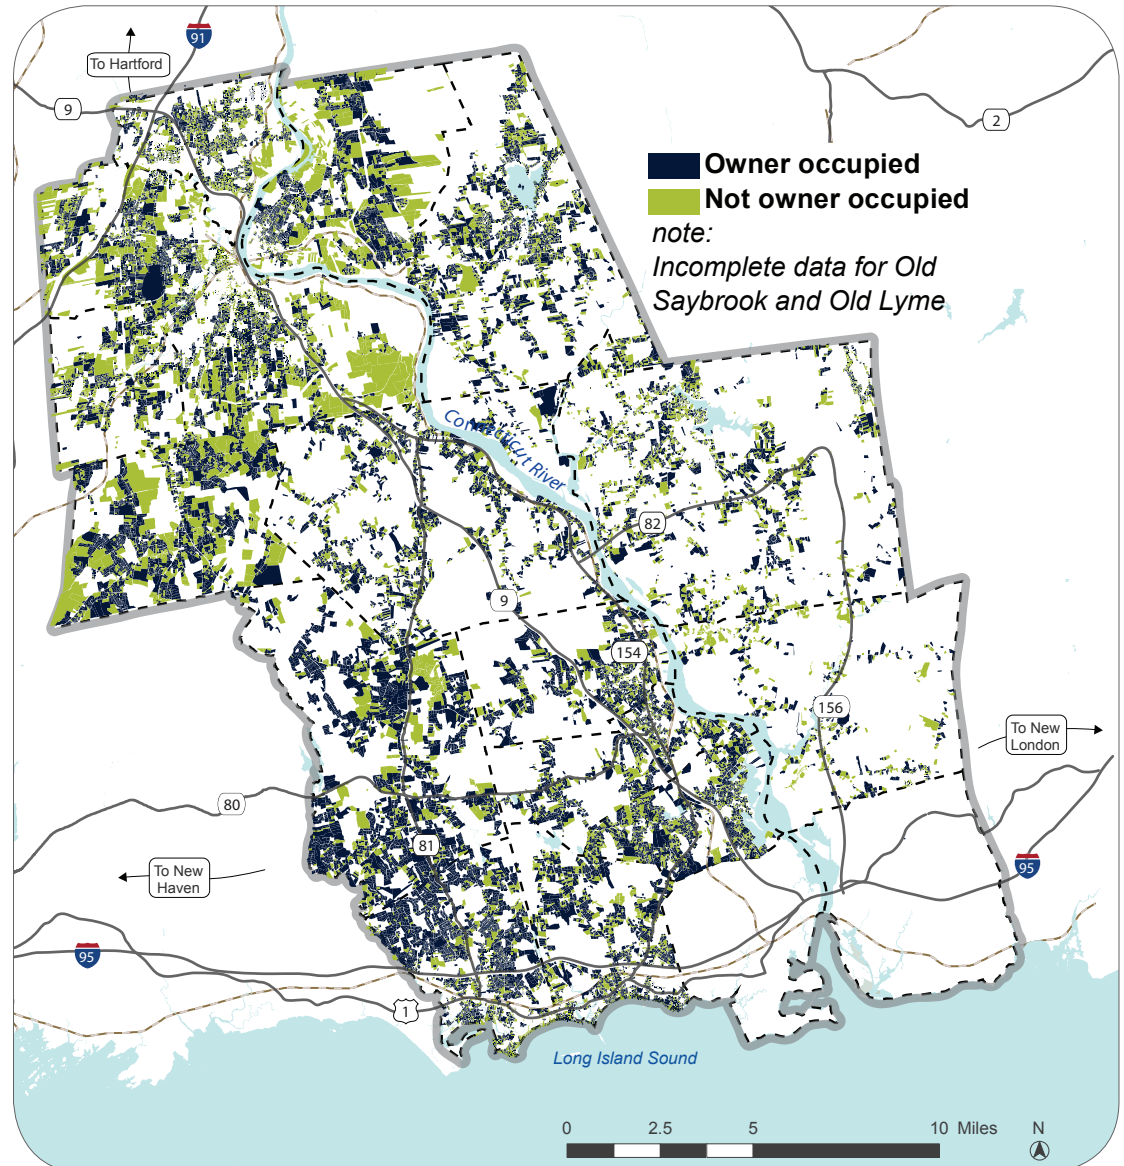 91
To Hartford
9
2
Owner occupied
Not owner occupied
note:
Incomplete data for Old
Saybrook and Old Lyme
Connecticut River
82
9
154
156
To New
London
80
81
To New
Haven
95
95
1
Long Island Sound
0 2.5 5 10 Miles N